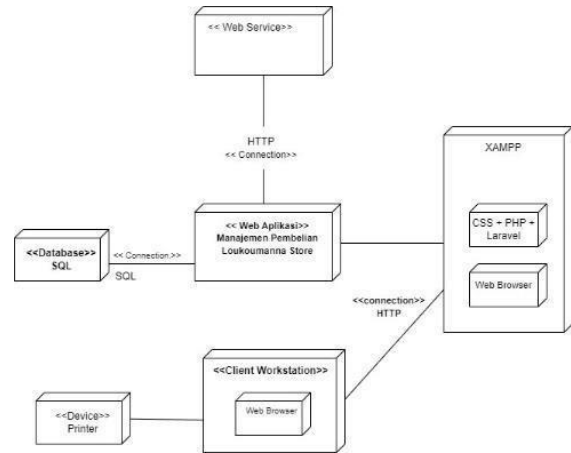 << Web Service>>
HTTP
<< Connection>>
XAMPP
<< Web Aplikasi>>
Manajemen Pembelian
Loukoumanna Store
CSS + PHP +
Laravel
<<Database>>
SQL
<< Connection.>>
SQL
Web Browser
<<connection>>
HTTP
<<Client Workstation>>
Web Browser
<<Device>>
Printer